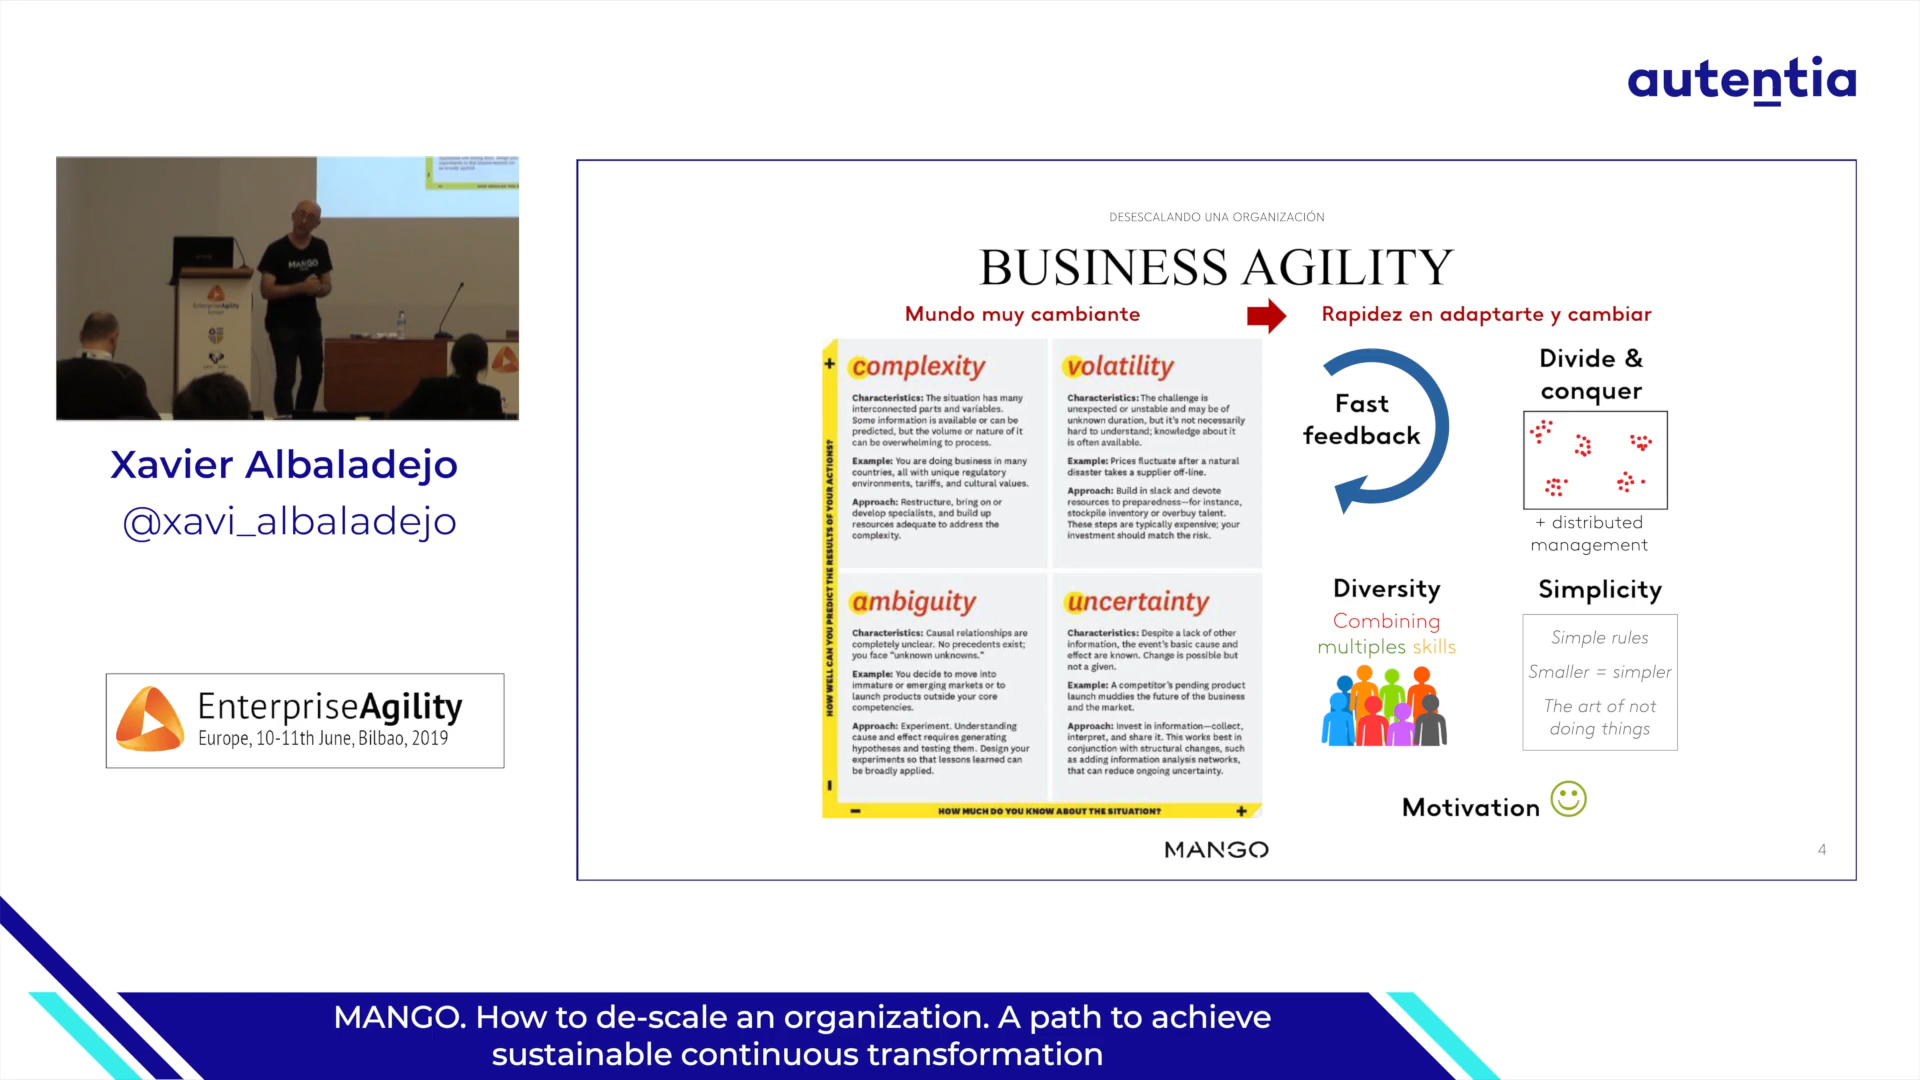 autentia
MANGO
EnterpriseAgility
Xavier Albaladejo
@xavi_albaladejo
EnterpriseAgility
Europe, 10-11th June, Bilbao, 2019
DESESCALANDO UNA ORGANIZACIÓN
BUSINESS AGILITY
Mundo muy cambiante
Rapidez en adaptarte y cambiar
HOW WELL CAN YOU PREDICT THE RESULTS OF YOUR ACTIONS?
+
complexity
Characteristics: The situation has many
interconnected parts and variables.
Some information is available or can be
predicted, but the volume or nature of it
can be overwhelming to process.
Example: You are doing business in many
countries, all with unique regulatory
environments, tariffs, and cultural values.
Approach: Restructure, bring on or
develop specialists, and build up
resources adequate to address the
complexity.
volatility
Characteristics: The challenge is
unexpected or unstable and may be of
unknown duration, but it's not necessarily
hard to understand; knowledge about it
is often available.
Example: Prices fluctuate after a natural
disaster takes a supplier off-line.
Approach: Build in slack and devote
resources to preparedness—for instance,
stockpile inventory or overbuy talent.
These steps are typically expensive; your
investment should match the risk.
ambiguity
Characteristics: Causal relationships are
completely unclear. No precedents exist;
you face "unknown unknowns."
Example: You decide to move into
immature or emerging markets or to
launch products outside your core
competencies.
Approach: Experiment. Understanding
cause and effect requires generating
hypotheses and testing them. Design your
experiments so that lessons learned can
be broadly applied.
uncertainty
Characteristics: Despite a lack of other
information, the event's basic cause and
effect are known. Change is possible but
not a given.
Example: A competitor's pending product
launch muddies the future of the business
and the market.
Approach: Invest in information—collect,
interpret, and share it. This works best in
conjunction with structural changes, such
as adding information analysis networks,
that can reduce ongoing uncertainty.
–
– HOW MUCH DO YOU KNOW ABOUT THE SITUATION? +
Fast
feedback
Divide &
conquer
+ distributed
management
Diversity
Combining
multiples skills
Simplicity
Simple rules
Smaller = simpler
The art of not
doing things
Motivation
MANGO
4
MANGO. How to de-scale an organization. A path to achieve
sustainable continuous transformation